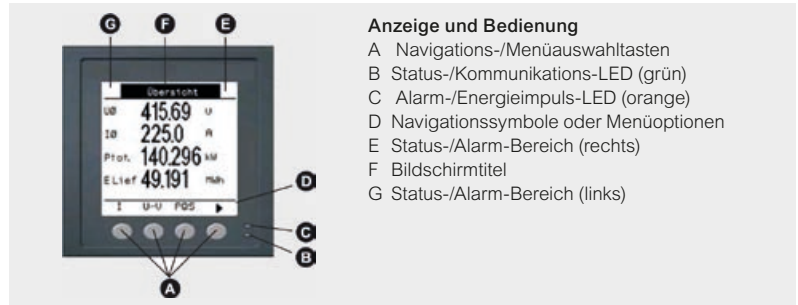 G F E
Übersicht
UØ 415.69 V
IØ 225.0 A
Ptot. 140.296 kW
ELief 49.191 MWh
I U-V PQS
D
C
B
A
Anzeige und Bedienung
A Navigations-/Menüauswahltasten
B Status-/Kommunikations-LED (grün)
C Alarm-/Energieimpuls-LED (orange)
D Navigationssymbole oder Menüoptionen
E Status-/Alarm-Bereich (rechts)
F Bildschirmtitel
G Status-/Alarm-Bereich (links)